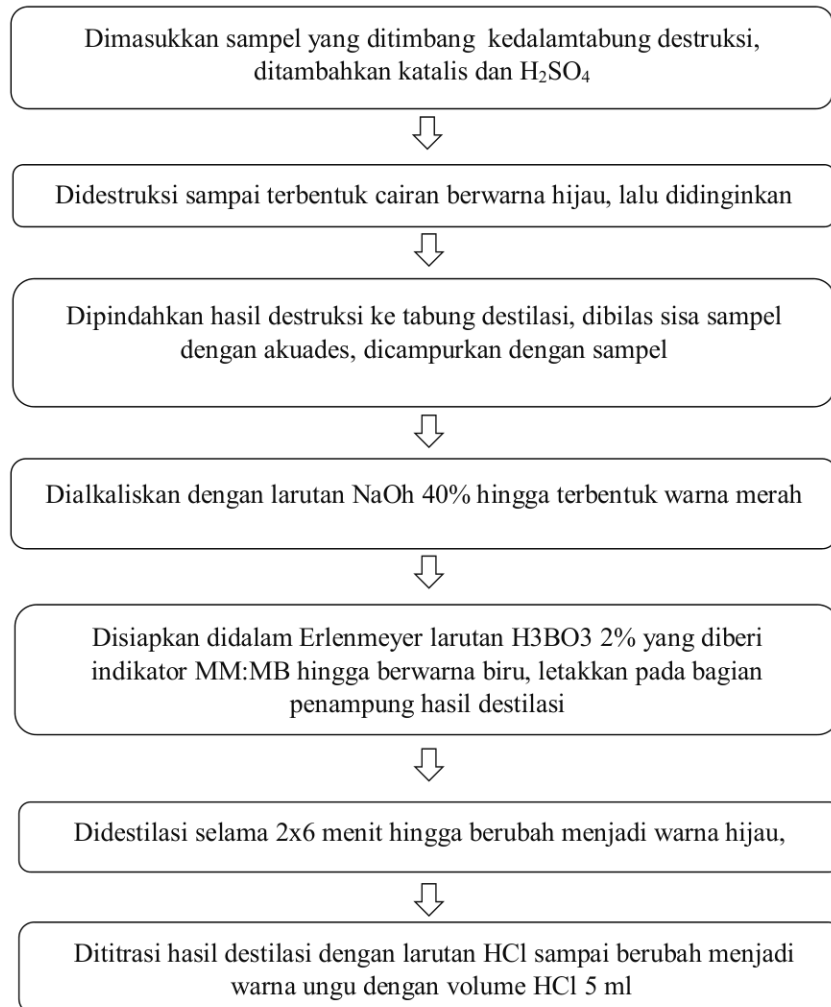 Dimasukkan sampel yang ditimbang kedalamtabung destruksi,
ditambahkan katalis dan H₂SO₄
Didestruksi sampai terbentuk cairan berwarna hijau, lalu didinginkan
Dipindahkan hasil destruksi ke tabung destilasi, dibilas sisa sampel
dengan akuades, dicampurkan dengan sampel
Dialkaliskan dengan larutan NaOh 40% hingga terbentuk warna merah
Disiapkan didalam Erlenmeyer larutan H3BO3 2% yang diberi
indikator MM:MB hingga berwarna biru, letakkan pada bagian
penampung hasil destilasi
Didestilasi selama 2x6 menit hingga berubah menjadi warna hijau,
Dititrasi hasil destilasi dengan larutan HCl sampai berubah menjadi
warna ungu dengan volume HCl 5 ml